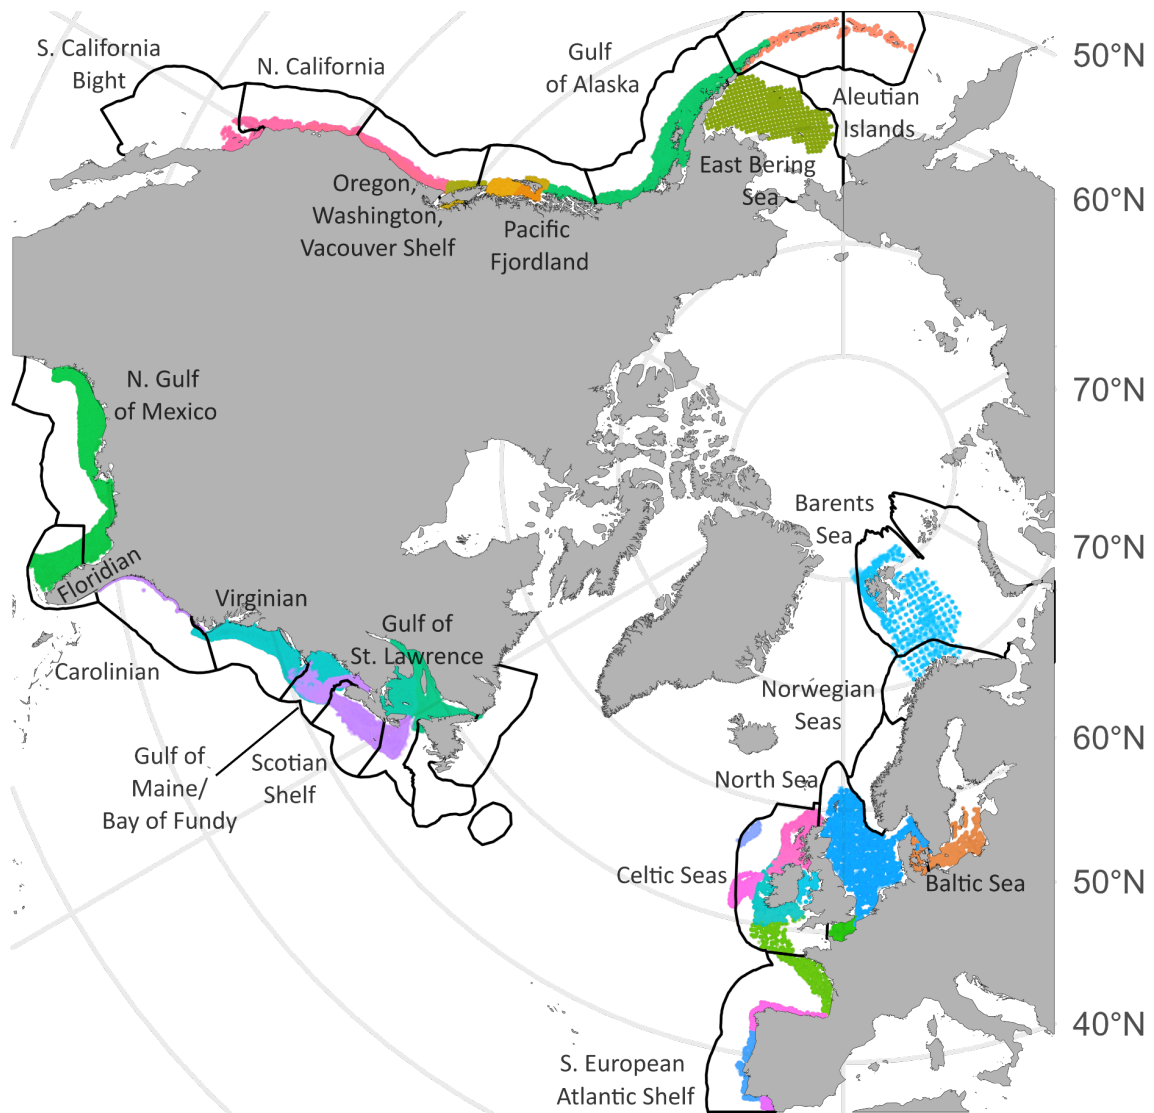 S. California
Bight
N. California
Gulf
of Alaska
50°N
Aleutian
Islands
East Bering
Sea
Oregon,
Washington,
Vacouver Shelf
Pacific
Fjordland
60°N
N. Gulf
of Mexico
70°N
Barents
Sea
70°N
Floridian
Virginian
Gulf of
St. Lawrence
Carolinian
Norwegian
Seas
60°N
Gulf of
Maine/
Bay of Fundy
Scotian
Shelf
North Sea
Celtic Seas
Baltic Sea
50°N
40°N
S. European
Atlantic Shelf